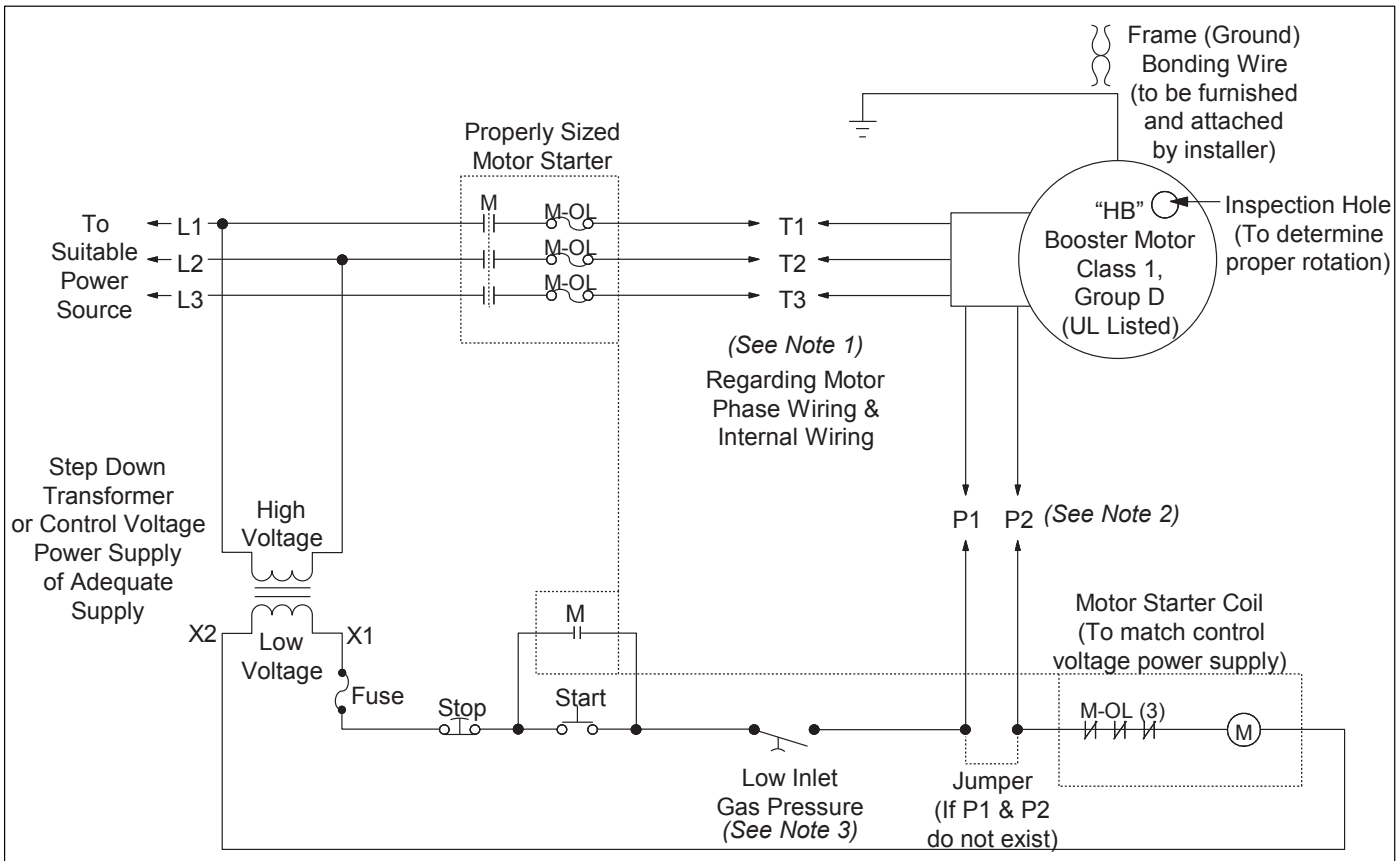 Frame (Ground)
Bonding Wire
(to be furnished
and attached
by installer)
Properly Sized
Motor Starter
To
Suitable
Power
Source
L1
L2
L3
M
M-OL
M-OL
M-OL
T1
T2
T3
“HB”
Booster Motor
Class 1,
Group D
(UL Listed)
Inspection Hole
(To determine
proper rotation)
(See Note 1)
Regarding Motor
Phase Wiring &
Internal Wiring
Step Down
Transformer
or Control Voltage
Power Supply
of Adequate
Supply
High
Voltage
X2
Low
Voltage
X1
Fuse
P1
P2
(See Note 2)
M
Stop
Start
Low Inlet
Gas Pressure
(See Note 3)
Jumper
(If P1 & P2
do not exist)
Motor Starter Coil
(To match control
voltage power supply)
M-OL (3)
M